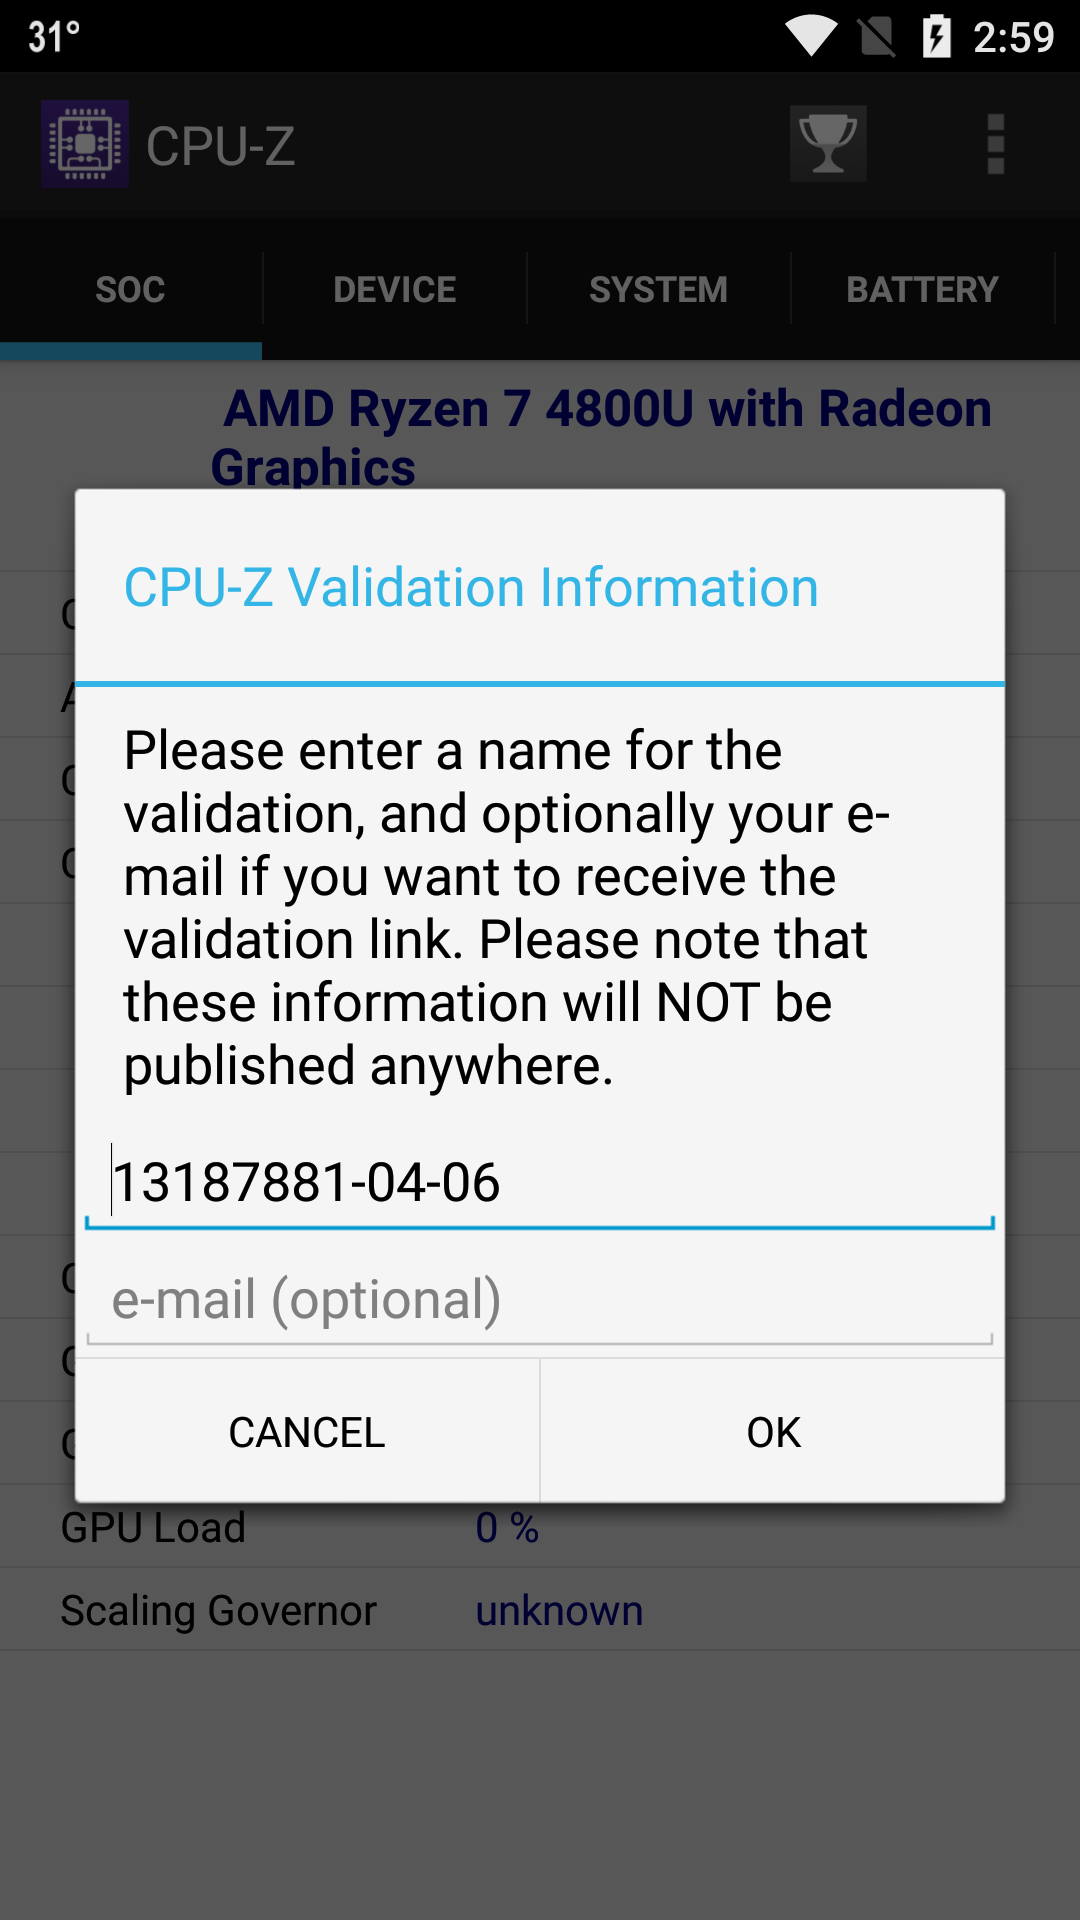 31° 2:59
CPU-Z
SOC DEVICE SYSTEM BATTERY
AMD Ryzen 7 4800U with Radeon
Graphics
CPU-Z Validation Information
Please enter a name for the
validation, and optionally your e-
mail if you want to receive the
validation link. Please note that
these information will NOT be
published anywhere.
13187881-04-06
e-mail (optional)
CANCEL OK
GPU Load 0 %
Scaling Governor unknown